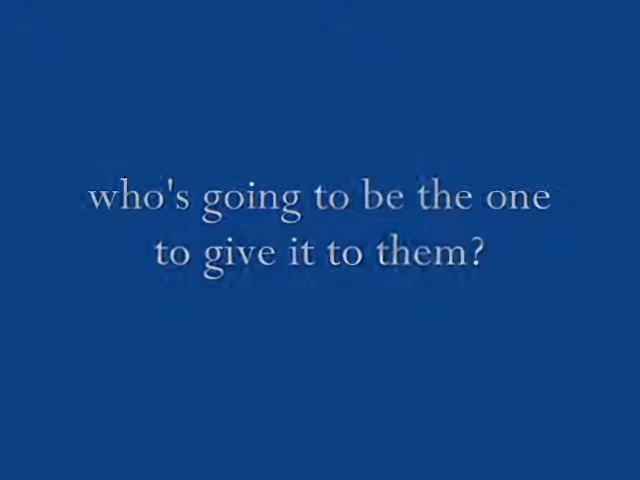 who's going to be the one
to give it to them?